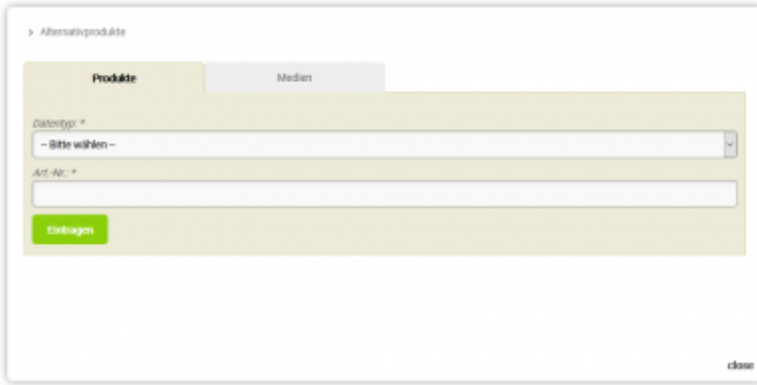 > Alternativprodukte
Produkte Medien
Datentyp: *
-- Bitte wählen --
Art.-Nr.: *
Eintragen
close